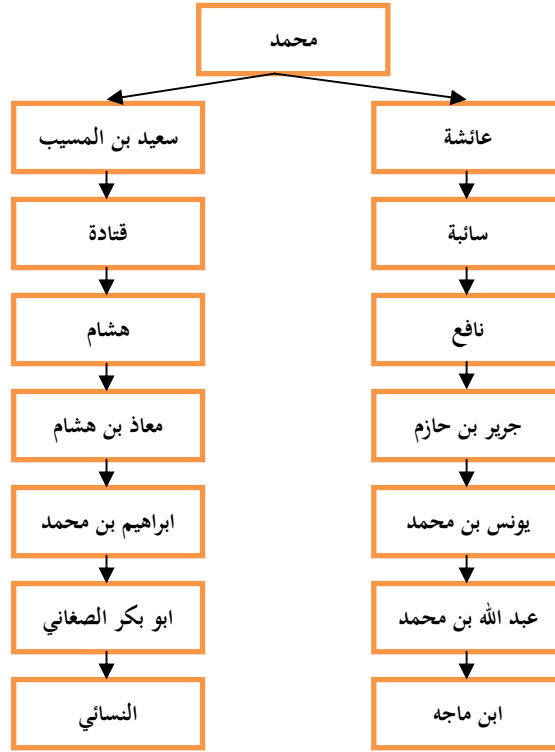 محمد
عائشة
سعيد بن المسيب
سائبة
قتادة
نافع
هشام
جرير بن حازم
معاذ بن هشام
يونس بن محمد
ابراهيم بن محمد
عبد الله بن محمد
ابو بكر الصغاني
ابن ماجه
النسائي